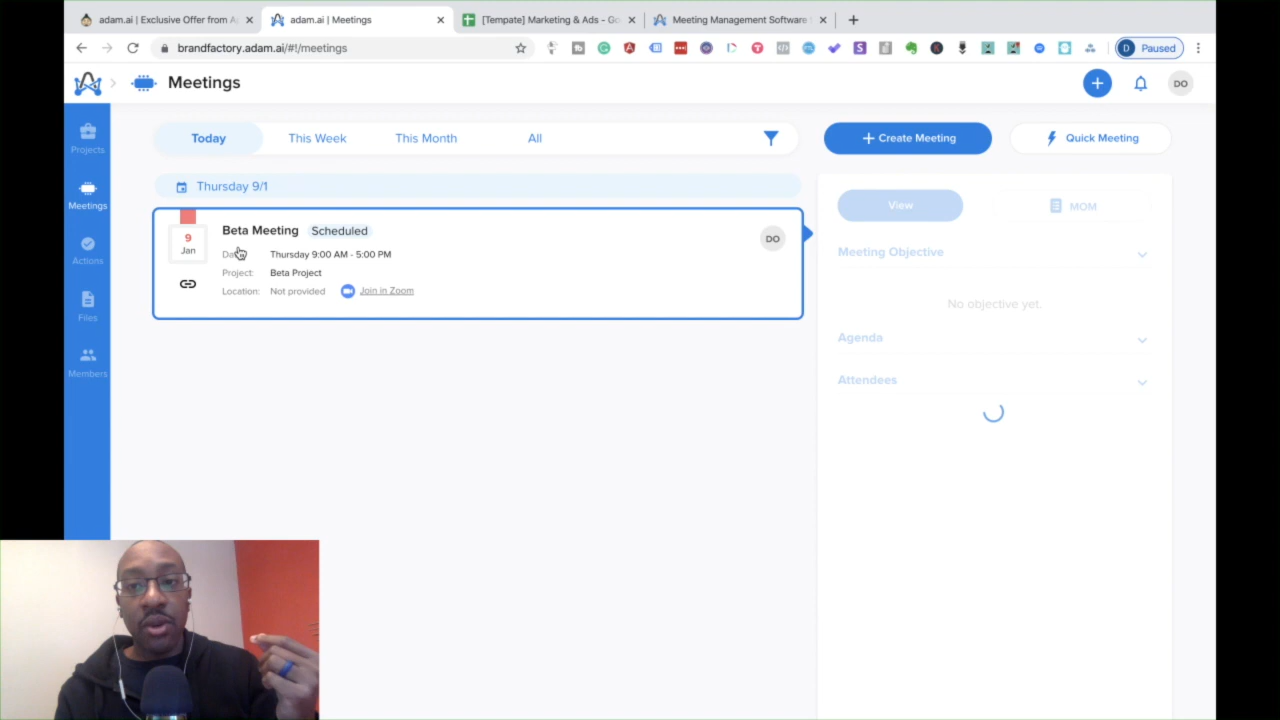 adam.ai | Exclusive Offer from A
adam.ai | Meetings
[Tempate] Marketing & Ads - Go
Meeting Management Software
brandfactory.adam.ai/#!/meetings
D Paused
Meetings
DO
Projects
Meetings
Actions
Files
Members
Today
This Week
This Month
All
Create Meeting
Quick Meeting
Thursday 9/1
9
Jan
Beta Meeting
Scheduled
DO
Thursday 9:00 AM - 5:00 PM
Project: Beta Project
Location: Not provided
Join in Zoom
View
MOM
Meeting Objective
No objective yet.
Agenda
Attendees